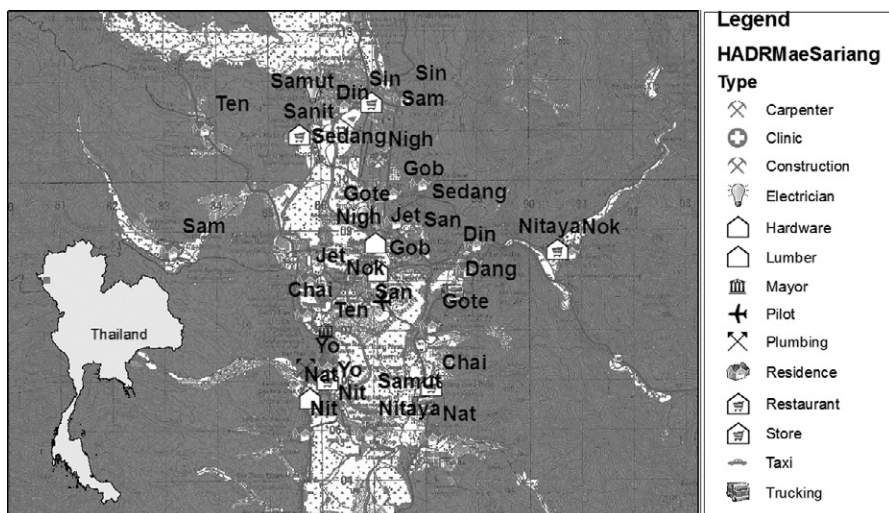 Legend
HADRMaeSariang
Type
Carpenter
Clinic
Construction
Electrician
Hardware
Lumber
Mayor
Pilot
Plumbing
Residence
Restaurant
Store
Taxi
Trucking
Sin
Samut
Sin
Din
Ten
Sam
Sanit
Sedang
Nigh
Gob
Gote
Sedang
Nigh
Jet
San
Sam
Din
Nitaya
Nok
Gob
Jet
Nok
Dang
Chai
San
Gote
Ten
Thailand
Yo
Chai
Nat
Yo
Samut
Nit
Nit
Nitaya
Nat